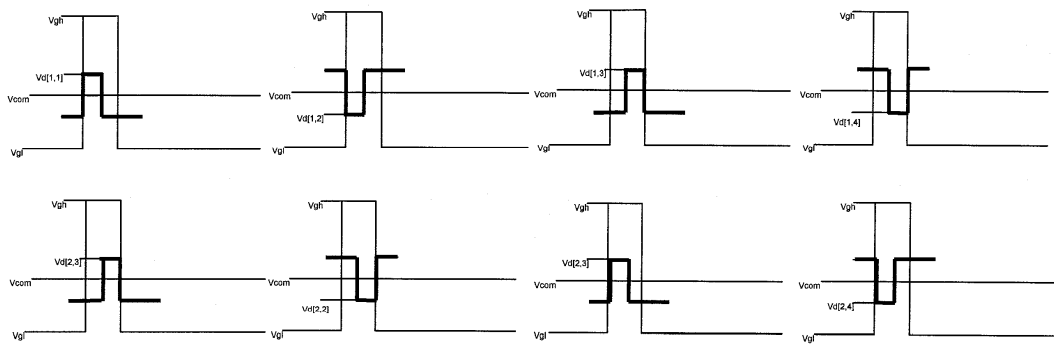 Vgh
Vd[1,1]
Vcom
Vgl
Vgh
Vcom
Vd[1,2]
Vgl
Vgh
Vd[1,3]
Vcom
Vgl
Vgh
Vcom
Vd[1,4]
Vgl
Vgh
Vd[2,3]
Vcom
Vgl
Vgh
Vcom
Vd[2,2]
Vgl
Vgh
Vd[2,3]
Vcom
Vgl
Vgh
Vcom
Vd[2,4]
Vgl